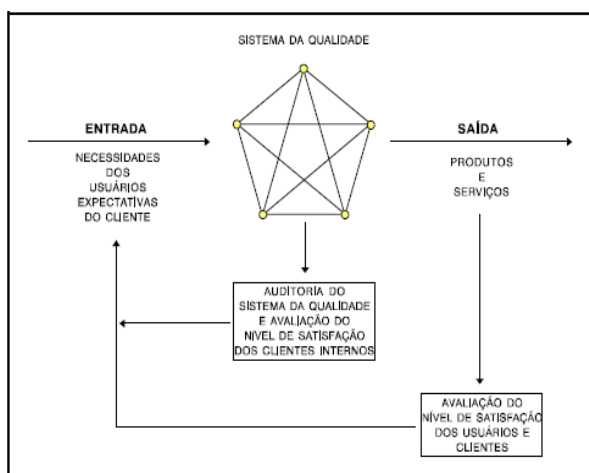 SISTEMA DA QUALIDADE
ENTRADA
NECESSIDADES
DOS
USUÁRIOS
EXPECTATIVAS
DO CLIENTE
SAÍDA
PRODUTOS
E
SERVIÇOS
AUDITORIA DO
SISTEMA DA QUALIDADE
E AVALIAÇÃO DO
NIVEL DE SATISFAÇÃO
DOS CLIENTES INTERNOS
AVALIAÇÃO DO
NÍVEL DE SATISFAÇÃO
DOS USUÁRIOS E
CLIENTES